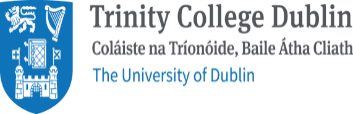 Trinity College Dublin
Coláiste na Tríonóide, Baile Átha Cliath
The University of Dublin